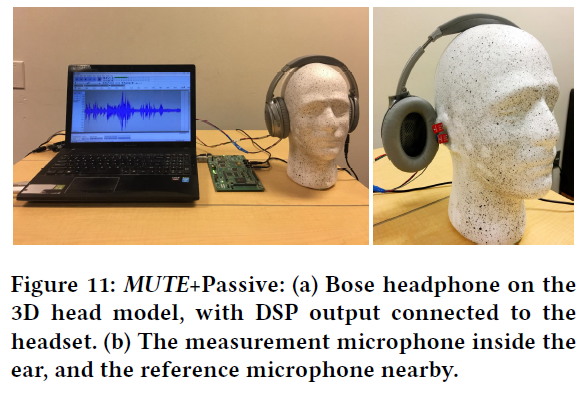 Figure 11: MUTE+Passive: (a) Bose headphone on the
3D head model, with DSP output connected to the
headset. (b) The measurement microphone inside the
ear, and the reference microphone nearby.